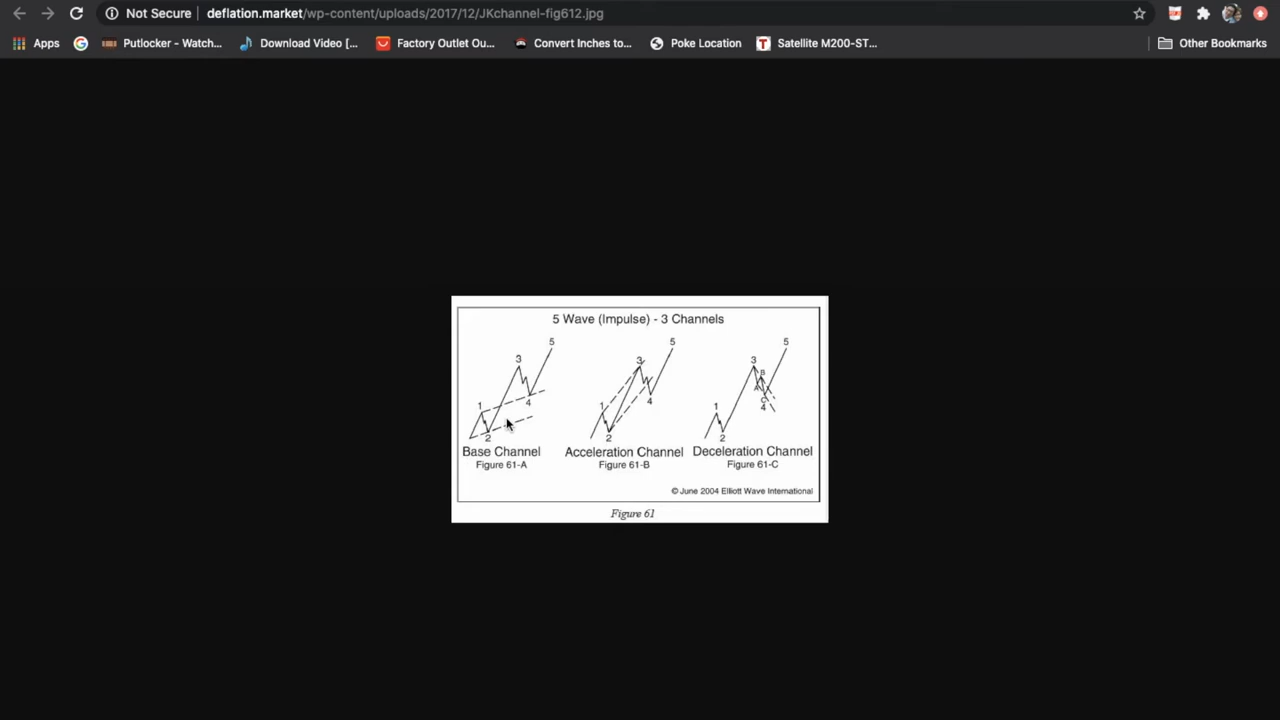 Not Secure deflation.market/wp-content/uploads/2017/12/JKchannel-fig612.jpg
Apps Putlocker - Watch... Download Video [... Factory Outlet Ou... Convert Inches to... Poke Location Satellite M200-ST... Other Bookmarks
5 Wave (Impulse) - 3 Channels
1 2 3 4 5
1 2 3 4 5
1 2 3 A B C 4 5
Base Channel Acceleration Channel Deceleration Channel
Figure 61-A Figure 61-B Figure 61-C
© June 2004 Elliott Wave International
Figure 61